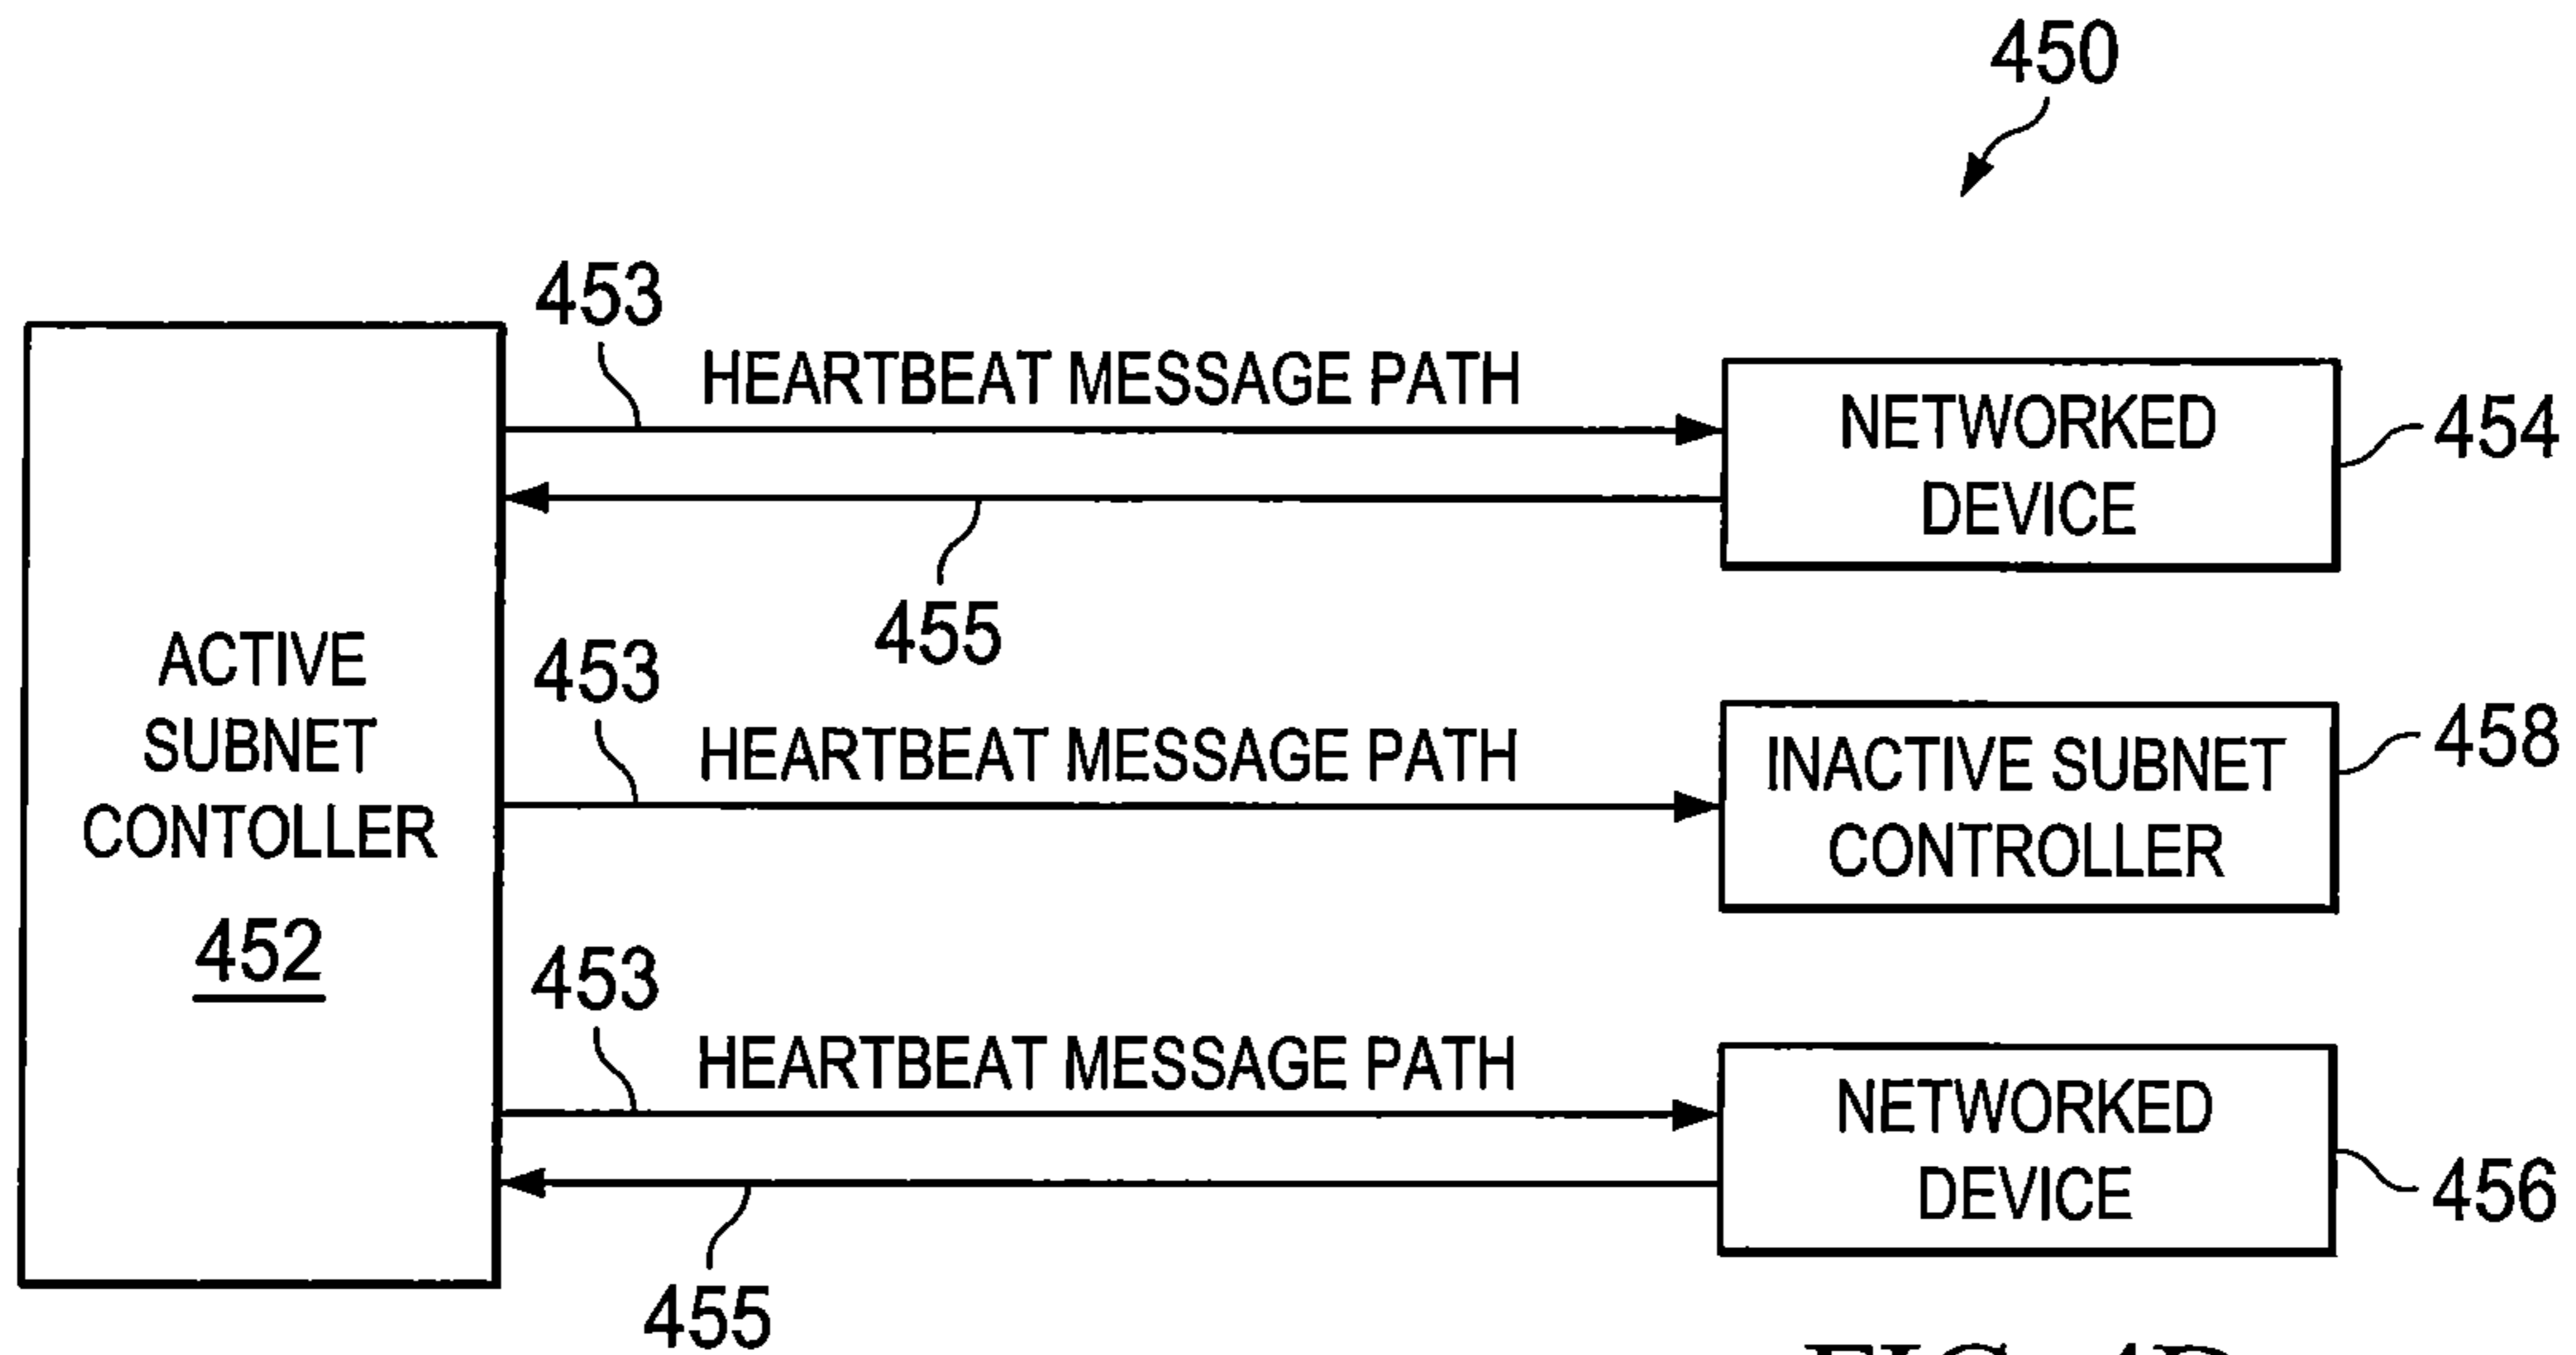 450
453
HEARTBEAT MESSAGE PATH
NETWORKED
DEVICE
454
455
ACTIVE
SUBNET
CONTOLLER
452
453
HEARTBEAT MESSAGE PATH
INACTIVE SUBNET
CONTROLLER
458
453
HEARTBEAT MESSAGE PATH
NETWORKED
DEVICE
456
455